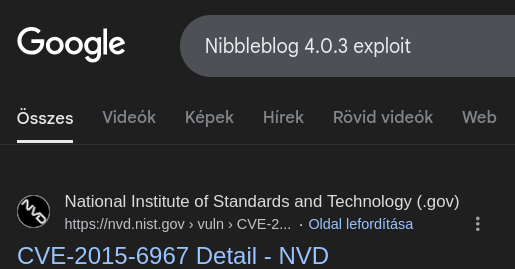 Google
Nibbleblog 4.0.3 exploit
Összes Videók Képek Hírek Rövid videók Web
NVD
National Institute of Standards and Technology (.gov)
https://nvd.nist.gov › vuln › CVE-2... · Oldal lefordítása
CVE-2015-6967 Detail - NVD